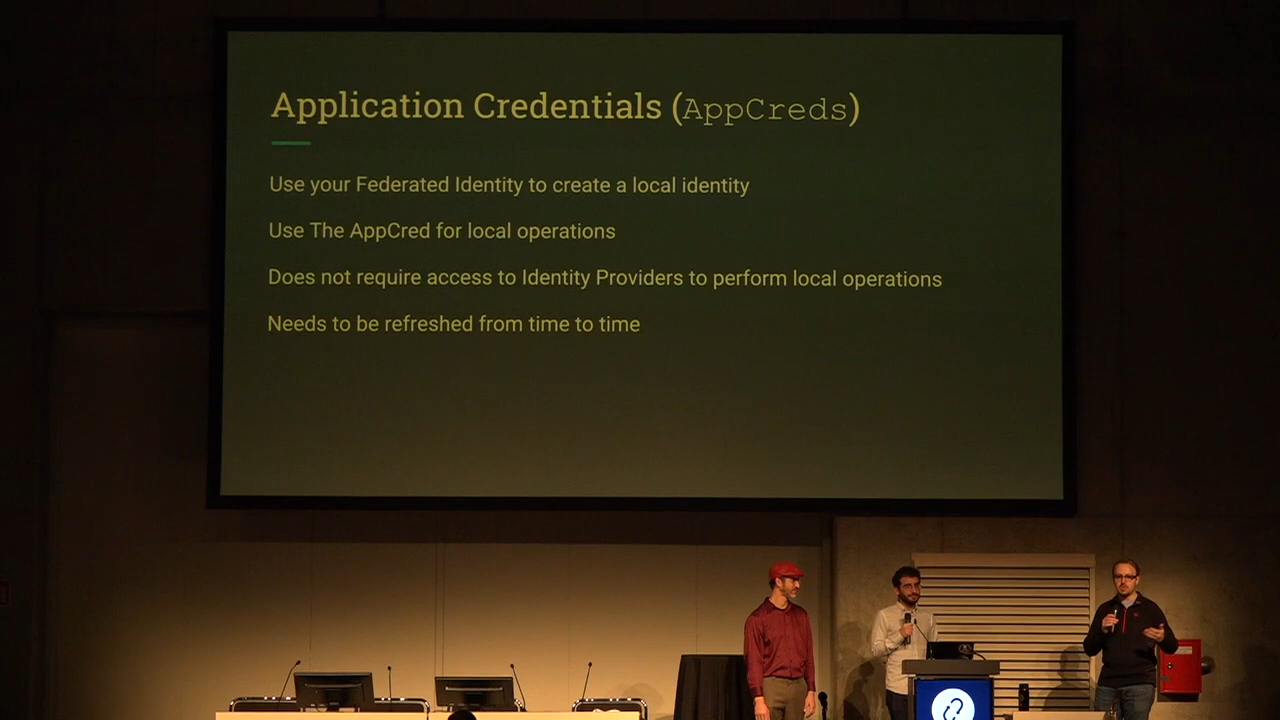 Application Credentials (AppCreds)
Use your Federated Identity to create a local identity
Use The AppCred for local operations
Does not require access to Identity Providers to perform local operations
Needs to be refreshed from time to time